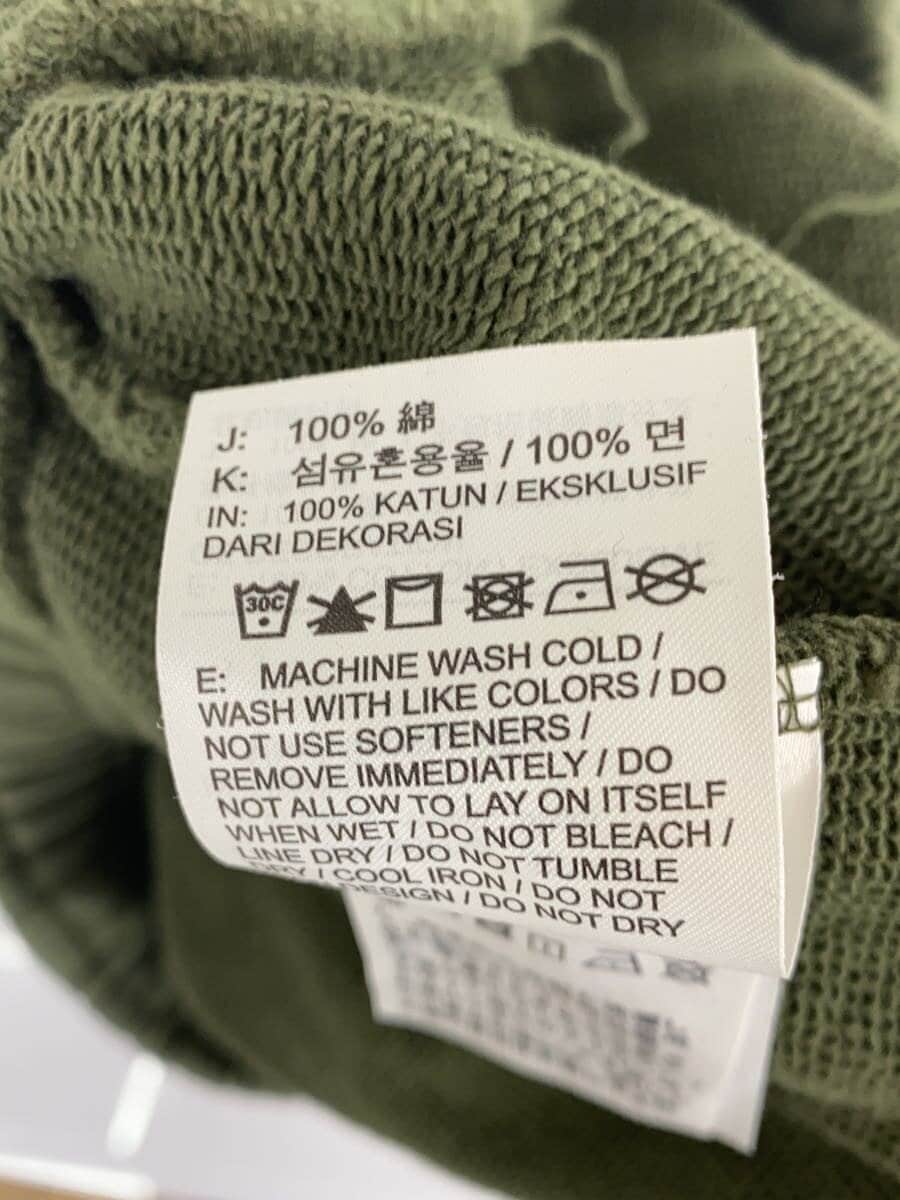 J: 100% 綿
K: 섬유혼용율 / 100% 면
IN: 100% KATUN / EKSKLUSIF
DARI DEKORASI
30C
E: MACHINE WASH COLD /
WASH WITH LIKE COLORS / DO
NOT USE SOFTENERS /
REMOVE IMMEDIATELY / DO
NOT ALLOW TO LAY ON ITSELF
WHEN WET / DO NOT BLEACH /
LINE DRY / DO NOT TUMBLE
DRY / COOL IRON / DO NOT
DESIGN / DO NOT DRY